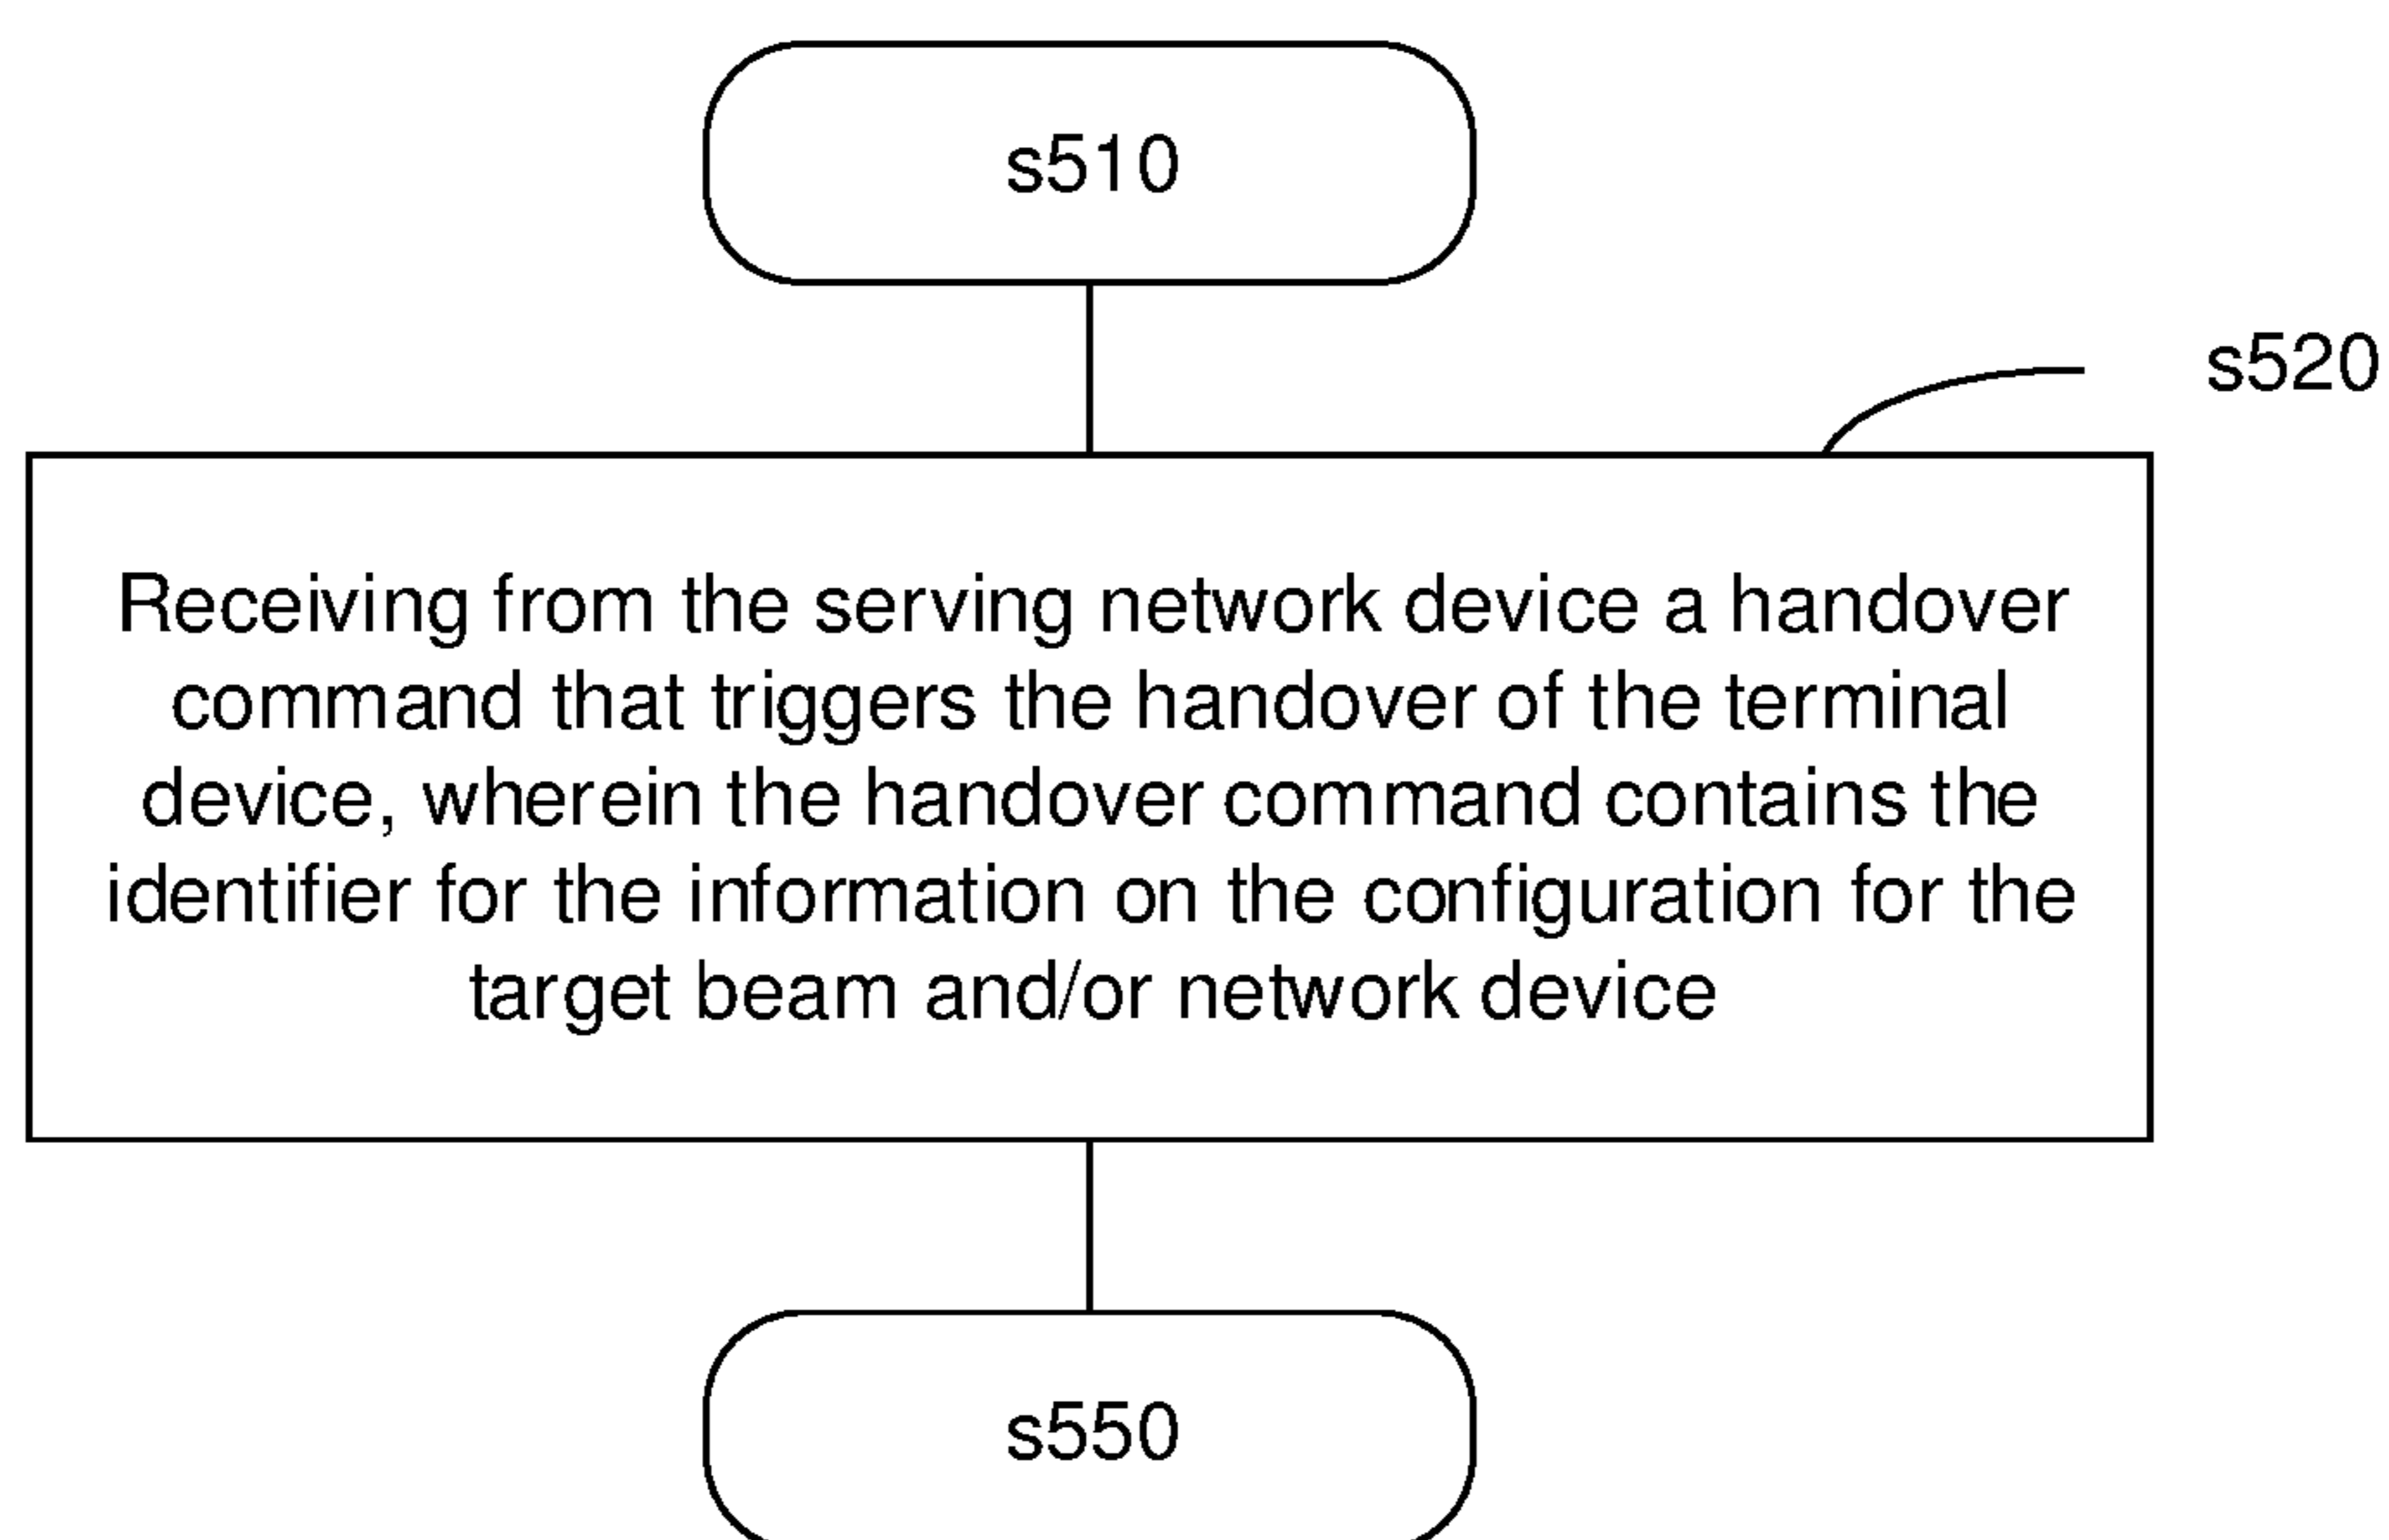 s510
s520
Receiving from the serving network device a handover
command that triggers the handover of the terminal
device, wherein the handover command contains the
identifier for the information on the configuration for the
target beam and/or network device
s550